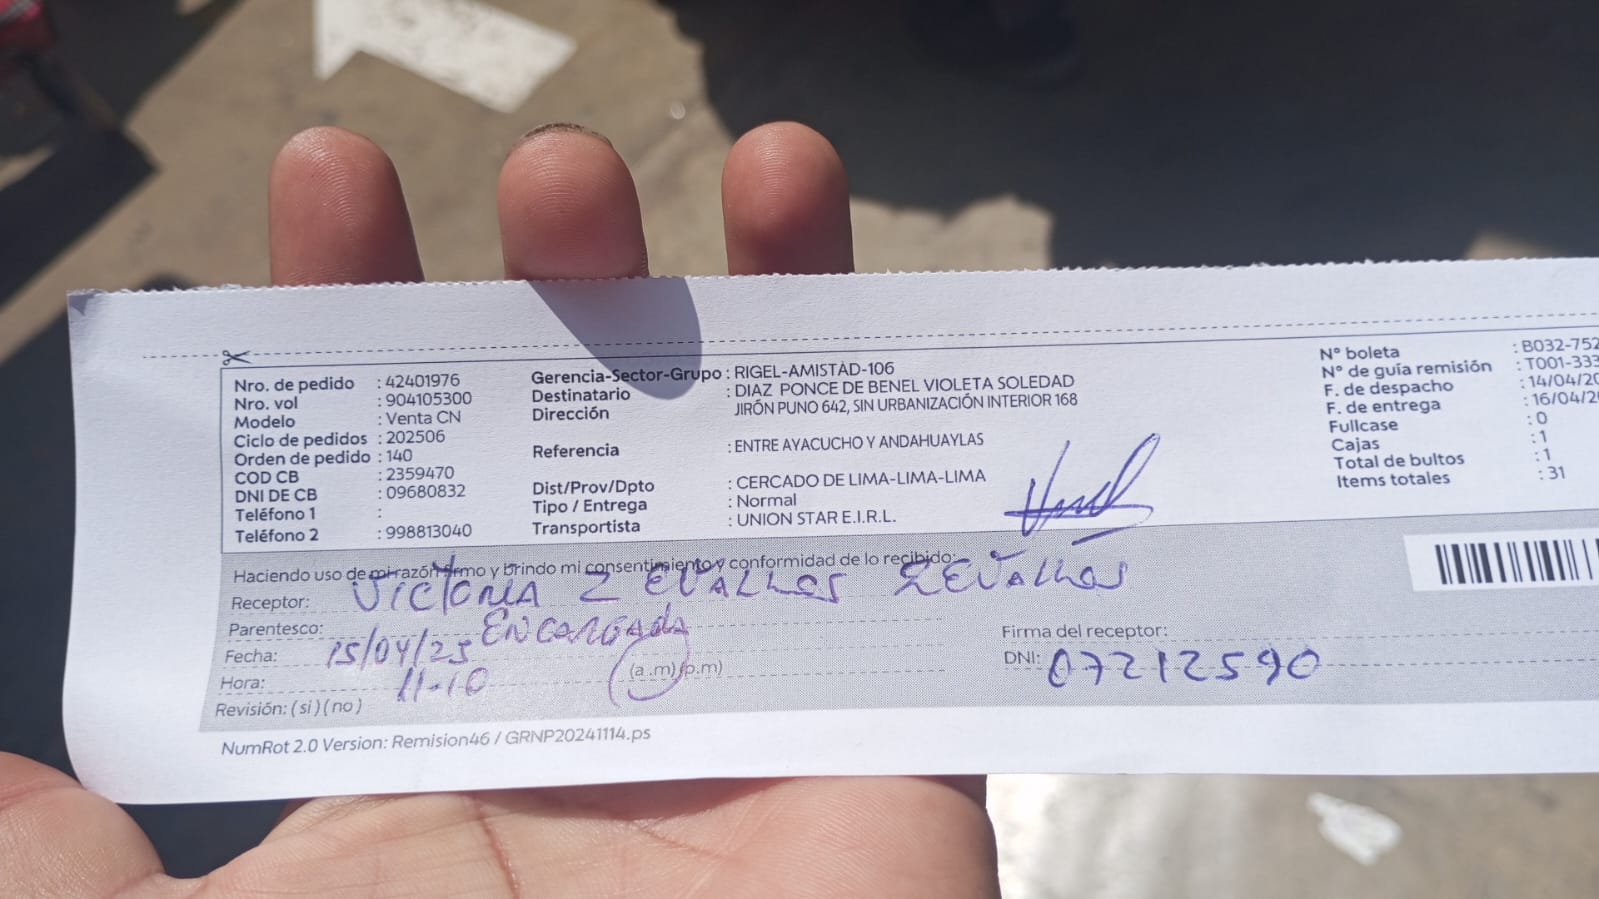 Nro. de pedido : 42401976
Nro. vol : 904105300
Modelo : Venta CN
Ciclo de pedidos : 202506
Orden de pedido : 140
COD CB : 2359470
DNI DE CB : 09680832
Teléfono 1 :
Teléfono 2 : 998813040
Gerencia-Sector-Grupo : RIGEL-AMISTAD-106
Destinatario : DIAZ PONCE DE BENEL VIOLETA SOLEDAD
Dirección JIRÓN PUNO 642, SIN URBANIZACIÓN INTERIOR 168
Referencia : ENTRE AYACUCHO Y ANDAHUAYLAS
Dist/Prov/Dpto : CERCADO DE LIMA-LIMA-LIMA
Tipo / Entrega : Normal
Transportista : UNION STAR E.I.R.L.
N° boleta : B032-752
N° de guía remisión : T001-333
F. de despacho : 14/04/20
F. de entrega : 16/04/2
Fullcase : 0
Cajas : 1
Total de bultos : 1
Items totales : 31
Haciendo uso de mi razón firmo y brindo mi consentimiento y conformidad de lo recibido:
Receptor: VICTORIA ZEVALLOS ZEVALLOS
Parentesco: ENCARGADA
Fecha: 15/04/25
Hora: 11-10 (a .m) (p.m)
Revisión: ( si ) ( no )
Firma del receptor:
DNI: 07212590
NumRot 2.0 Version: Remision46 / GRNP20241114.ps